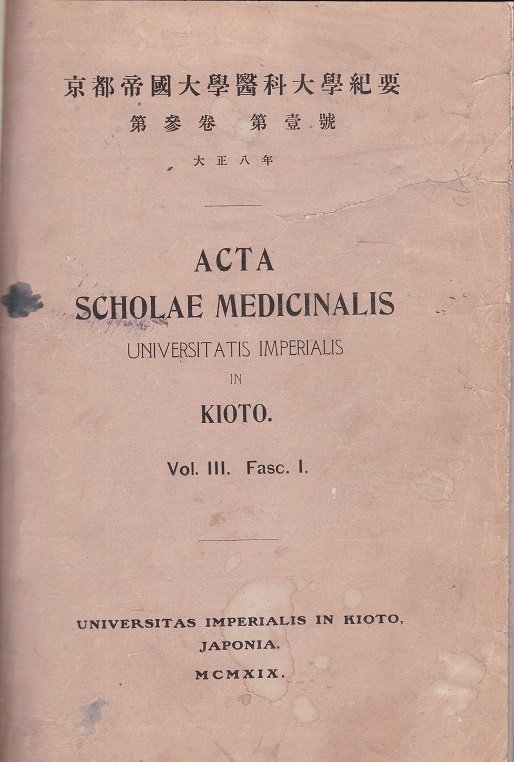 京都帝國大學醫科大學紀要
第參卷 第壹號
大正八年
ACTA
SCHOLAE MEDICINALIS
UNIVERSITATIS IMPERIALIS
IN
KIOTO.
Vol. III. Fasc. I.
UNIVERSITAS IMPERIALIS IN KIOTO,
JAPONIA.
MCMXIX.